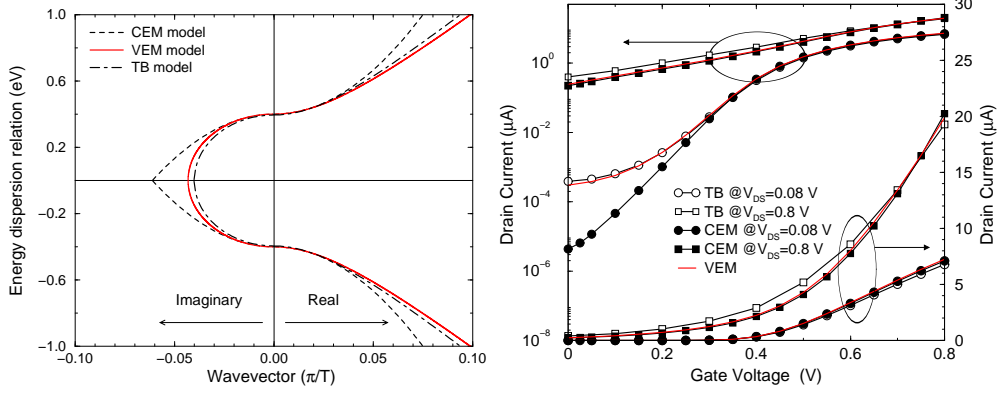 CEM model
VEM model
TB model
Energy dispersion relation (eV)
1.0
0.6
0.2
−0.2
−0.6
−1.0
Imaginary
Real
−0.10
−0.05
0.00
0.05
0.10
Wavevector (π/T)
Drain Current (μA)
10^0
10^-2
10^-4
10^-6
10^-8
TB @V_DS=0.08 V
TB @V_DS=0.8 V
CEM @V_DS=0.08 V
CEM @V_DS=0.8 V
VEM
0
0.2
0.4
0.6
0.8
Gate Voltage (V)
30
25
20
15
10
5
0
Drain Current (μA)